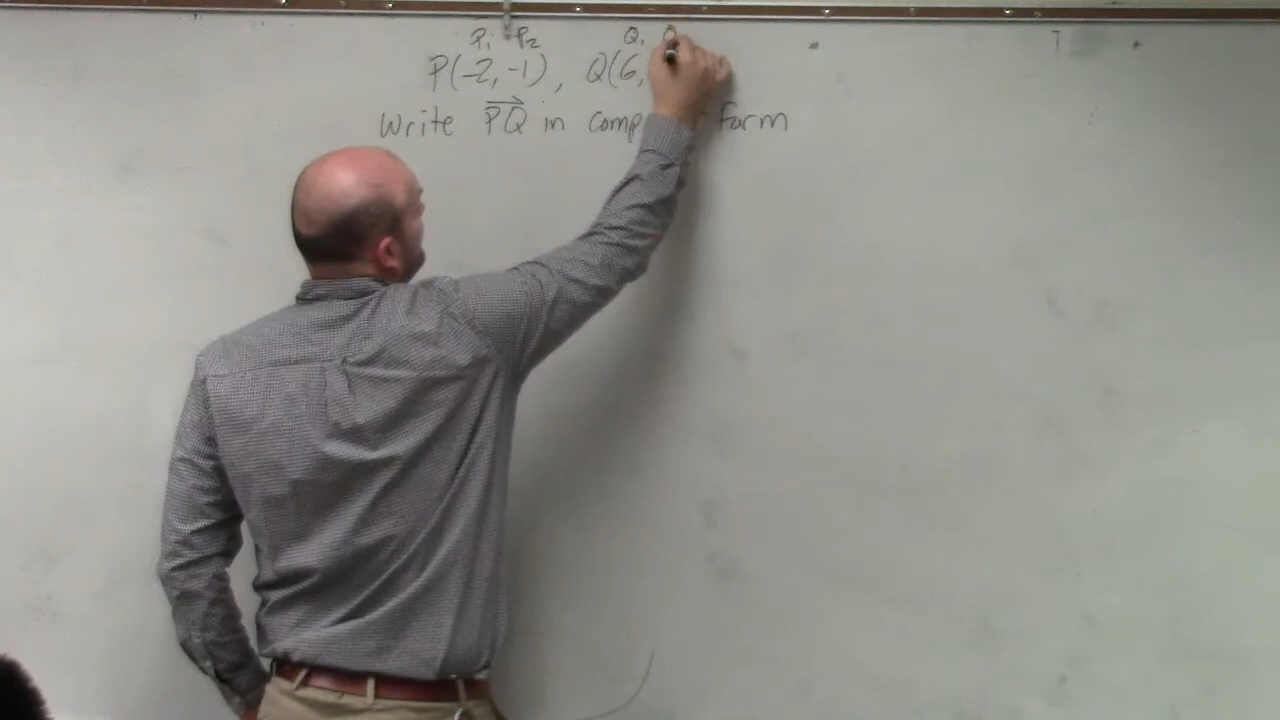 P₁ P₂ Q₁ Q
P(-2, -1), Q(6,
Write PQ in comp form